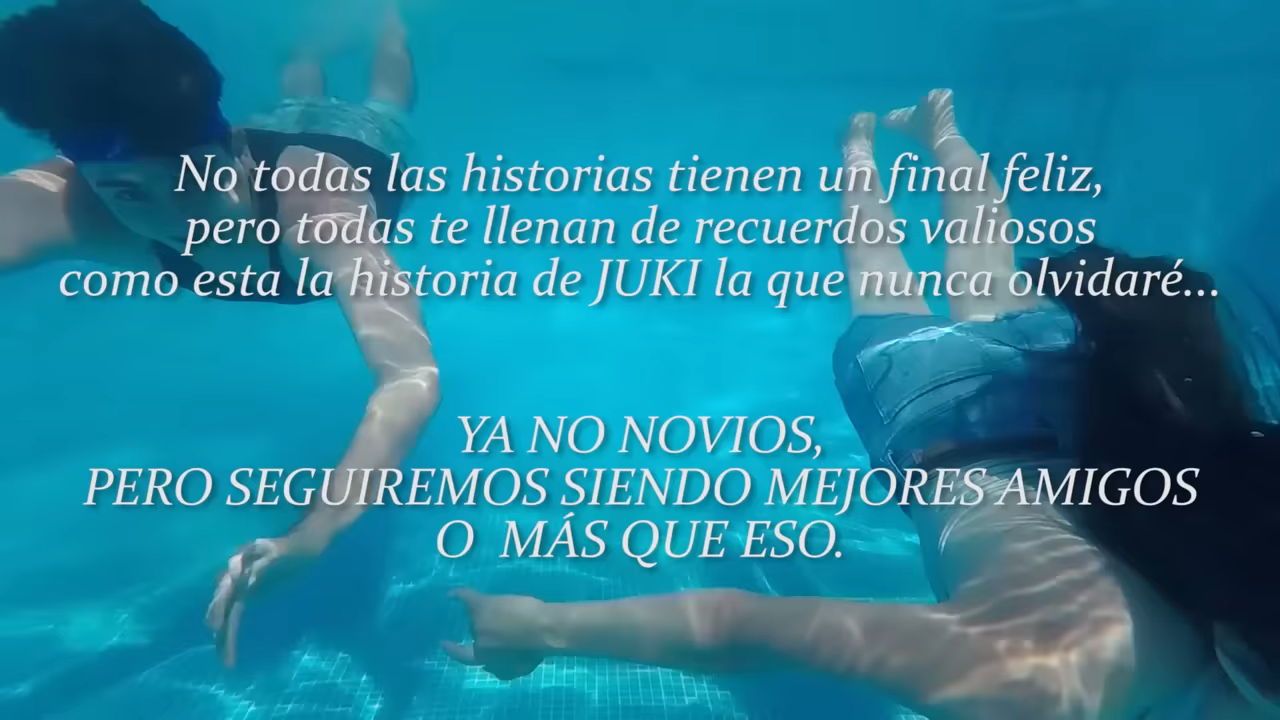 No todas las historias tienen un final feliz,
pero todas te llenan de recuerdos valiosos
como esta la historia de JUKI la que nunca olvidaré...
YA NO NOVIOS,
PERO SEGUIREMOS SIENDO MEJORES AMIGOS
O MÁS QUE ESO.